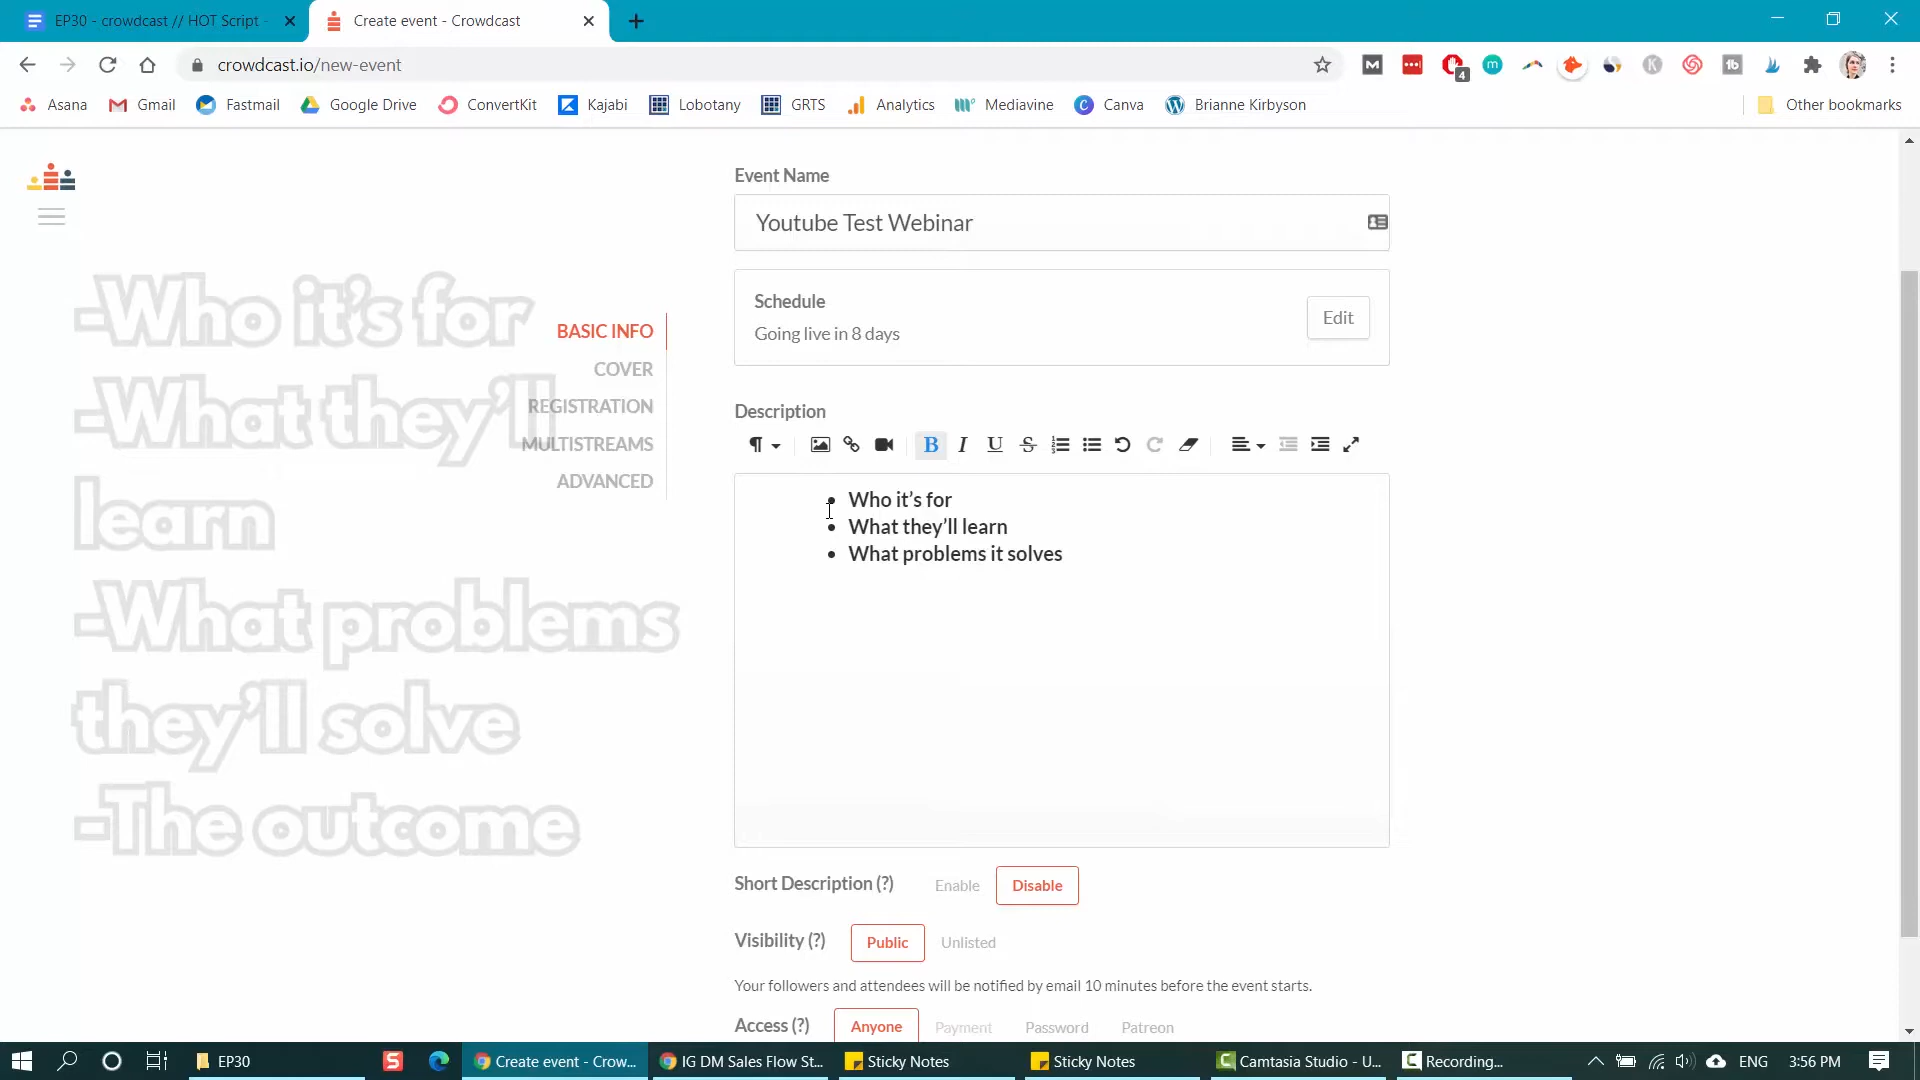 EP30 - crowdcast // HOT Script -
Create event - Crowdcast
crowdcast.io/new-event
4
Asana
Gmail
Fastmail
Google Drive
ConvertKit
Kajabi
Lobotany
GRTS
Analytics
Mediavine
Canva
Brianne Kirbyson
Other bookmarks
Event Name
Youtube Test Webinar
Schedule
Going live in 8 days
Edit
-Who it's for
-What they'll
learn
-What problems
they'll solve
-The outcome
BASIC INFO
COVER
REGISTRATION
MULTISTREAMS
ADVANCED
Description
B I U S
• Who it’s for
• What they’ll learn
• What problems it solves
Short Description (?) Enable Disable
Visibility (?) Public Unlisted
Your followers and attendees will be notified by email 10 minutes before the event starts.
Access (?) Anyone Payment Password Patreon
EP30
Create event - Crow...
IG DM Sales Flow St...
Sticky Notes
Sticky Notes
Camtasia Studio - U...
Recording...
ENG
3:56 PM